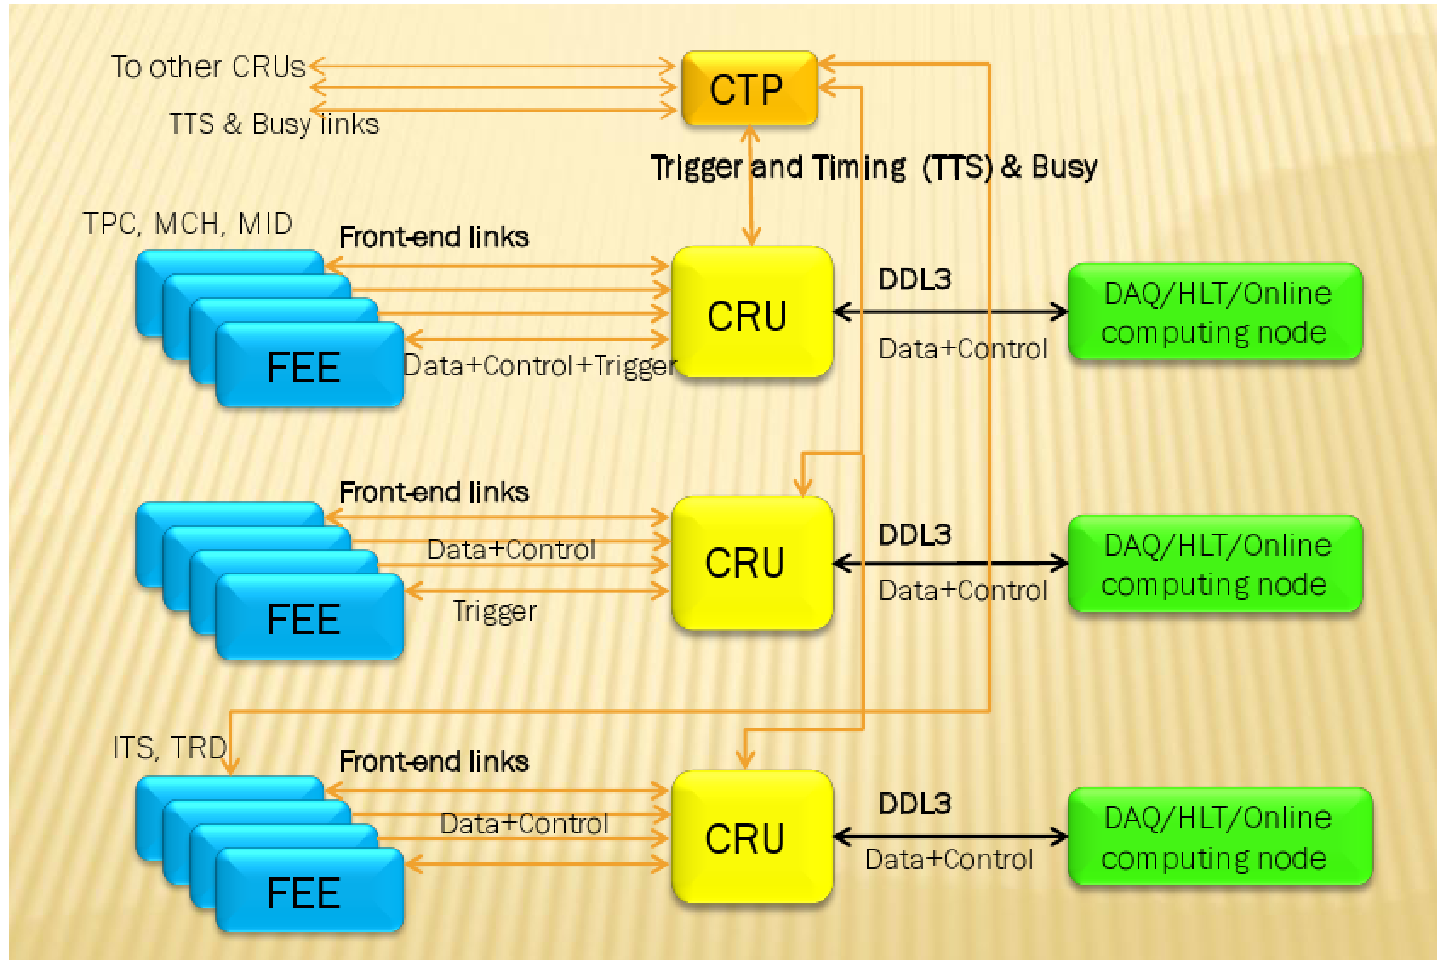 To other CRUs
CTP
TTS & Busy links
Trigger and Timing (TTS) & Busy
TPC, MCH, MID
Front-end links
DDL3
DAQ/HLT/Online
computing node
CRU
Data+Control
FEE
Data+Control+Trigger
Front-end links
DDL3
DAQ/HLT/Online
computing node
Data+Control
CRU
Data+Control
FEE
Trigger
ITS, TRD
Front-end links
DDL3
DAQ/HLT/Online
computing node
Data+Control
CRU
Data+Control
FEE